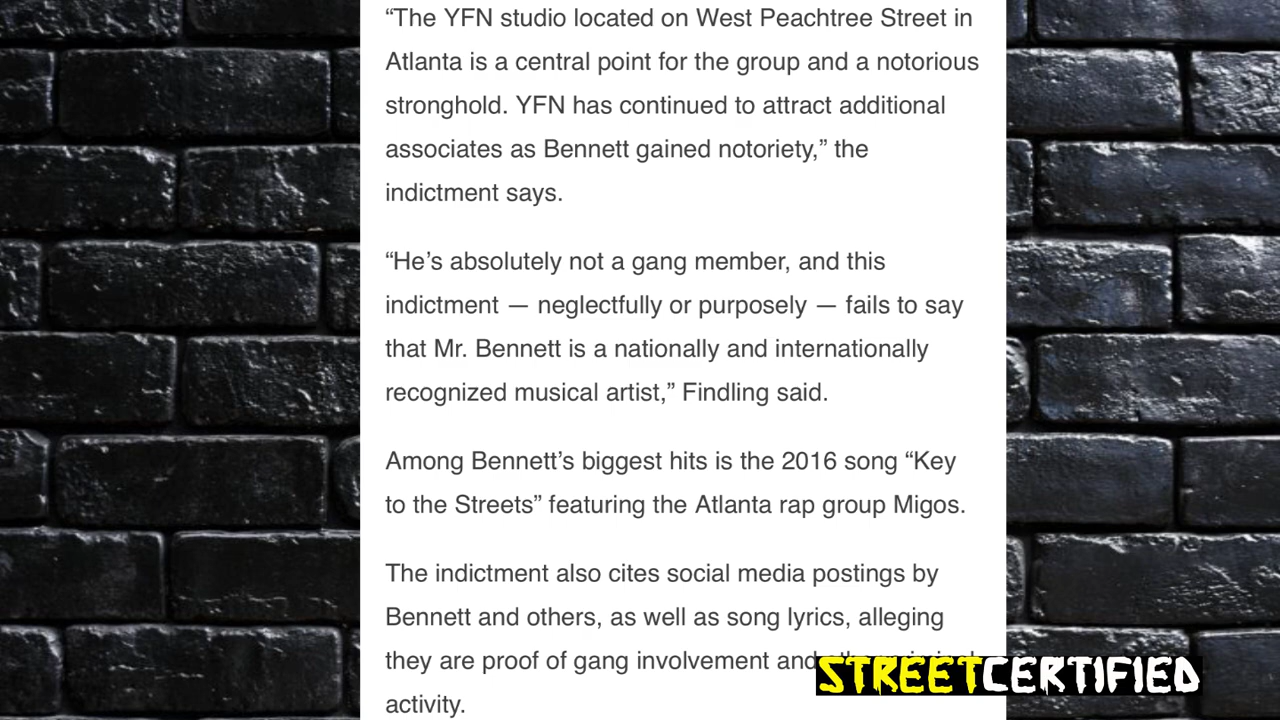 “The YFN studio located on West Peachtree Street in
Atlanta is a central point for the group and a notorious
stronghold. YFN has continued to attract additional
associates as Bennett gained notoriety,” the
indictment says.
“He’s absolutely not a gang member, and this
indictment — neglectfully or purposely — fails to say
that Mr. Bennett is a nationally and internationally
recognized musical artist,” Findling said.
Among Bennett’s biggest hits is the 2016 song “Key
to the Streets” featuring the Atlanta rap group Migos.
The indictment also cites social media postings by
Bennett and others, as well as song lyrics, alleging
they are proof of gang involvement and
activity.
STREETCERTIFIED